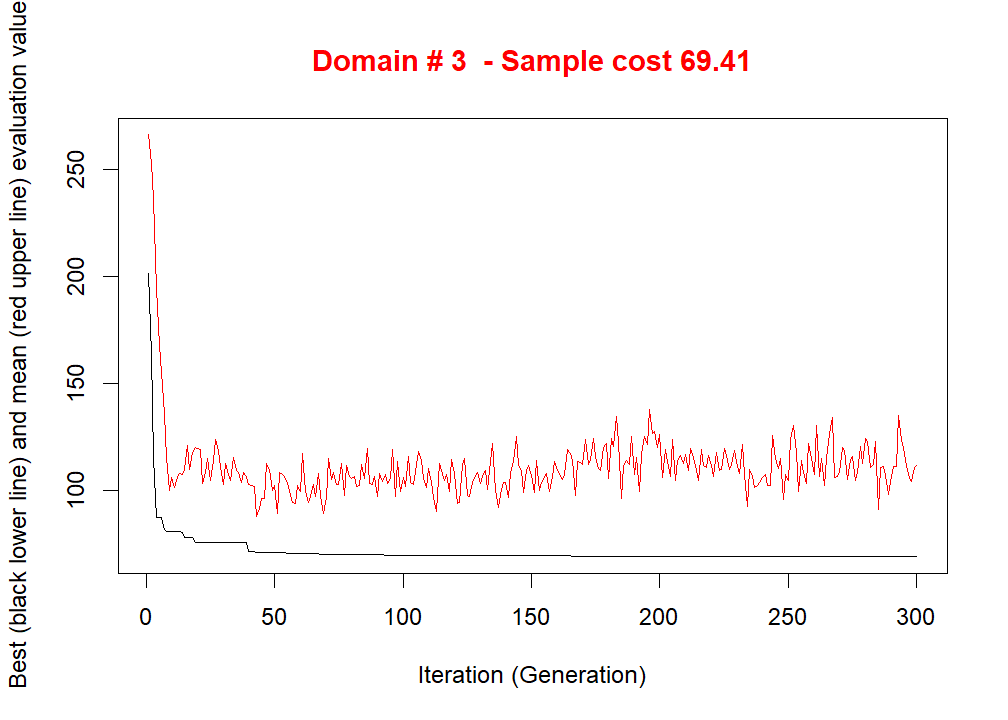 Domain # 3  - Sample cost 69.41
Best (black lower line) and mean (red upper line) evaluation value
250
200
150
100
0 50 100 150 200 250 300
Iteration (Generation)